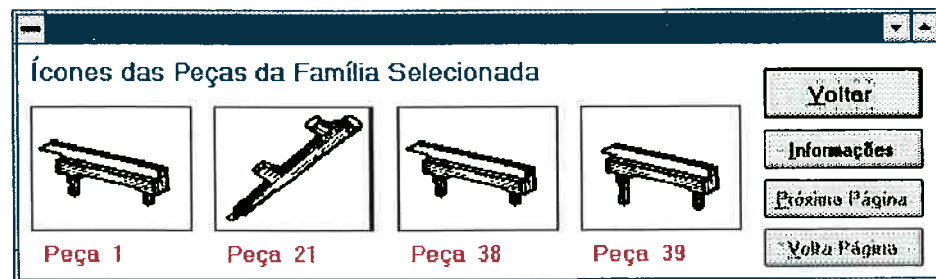 Ícones das Peças da Família Selecionada
Voltar
Informações
Próxima Página
Volta Página
Peça 1
Peça 21
Peça 38
Peça 39